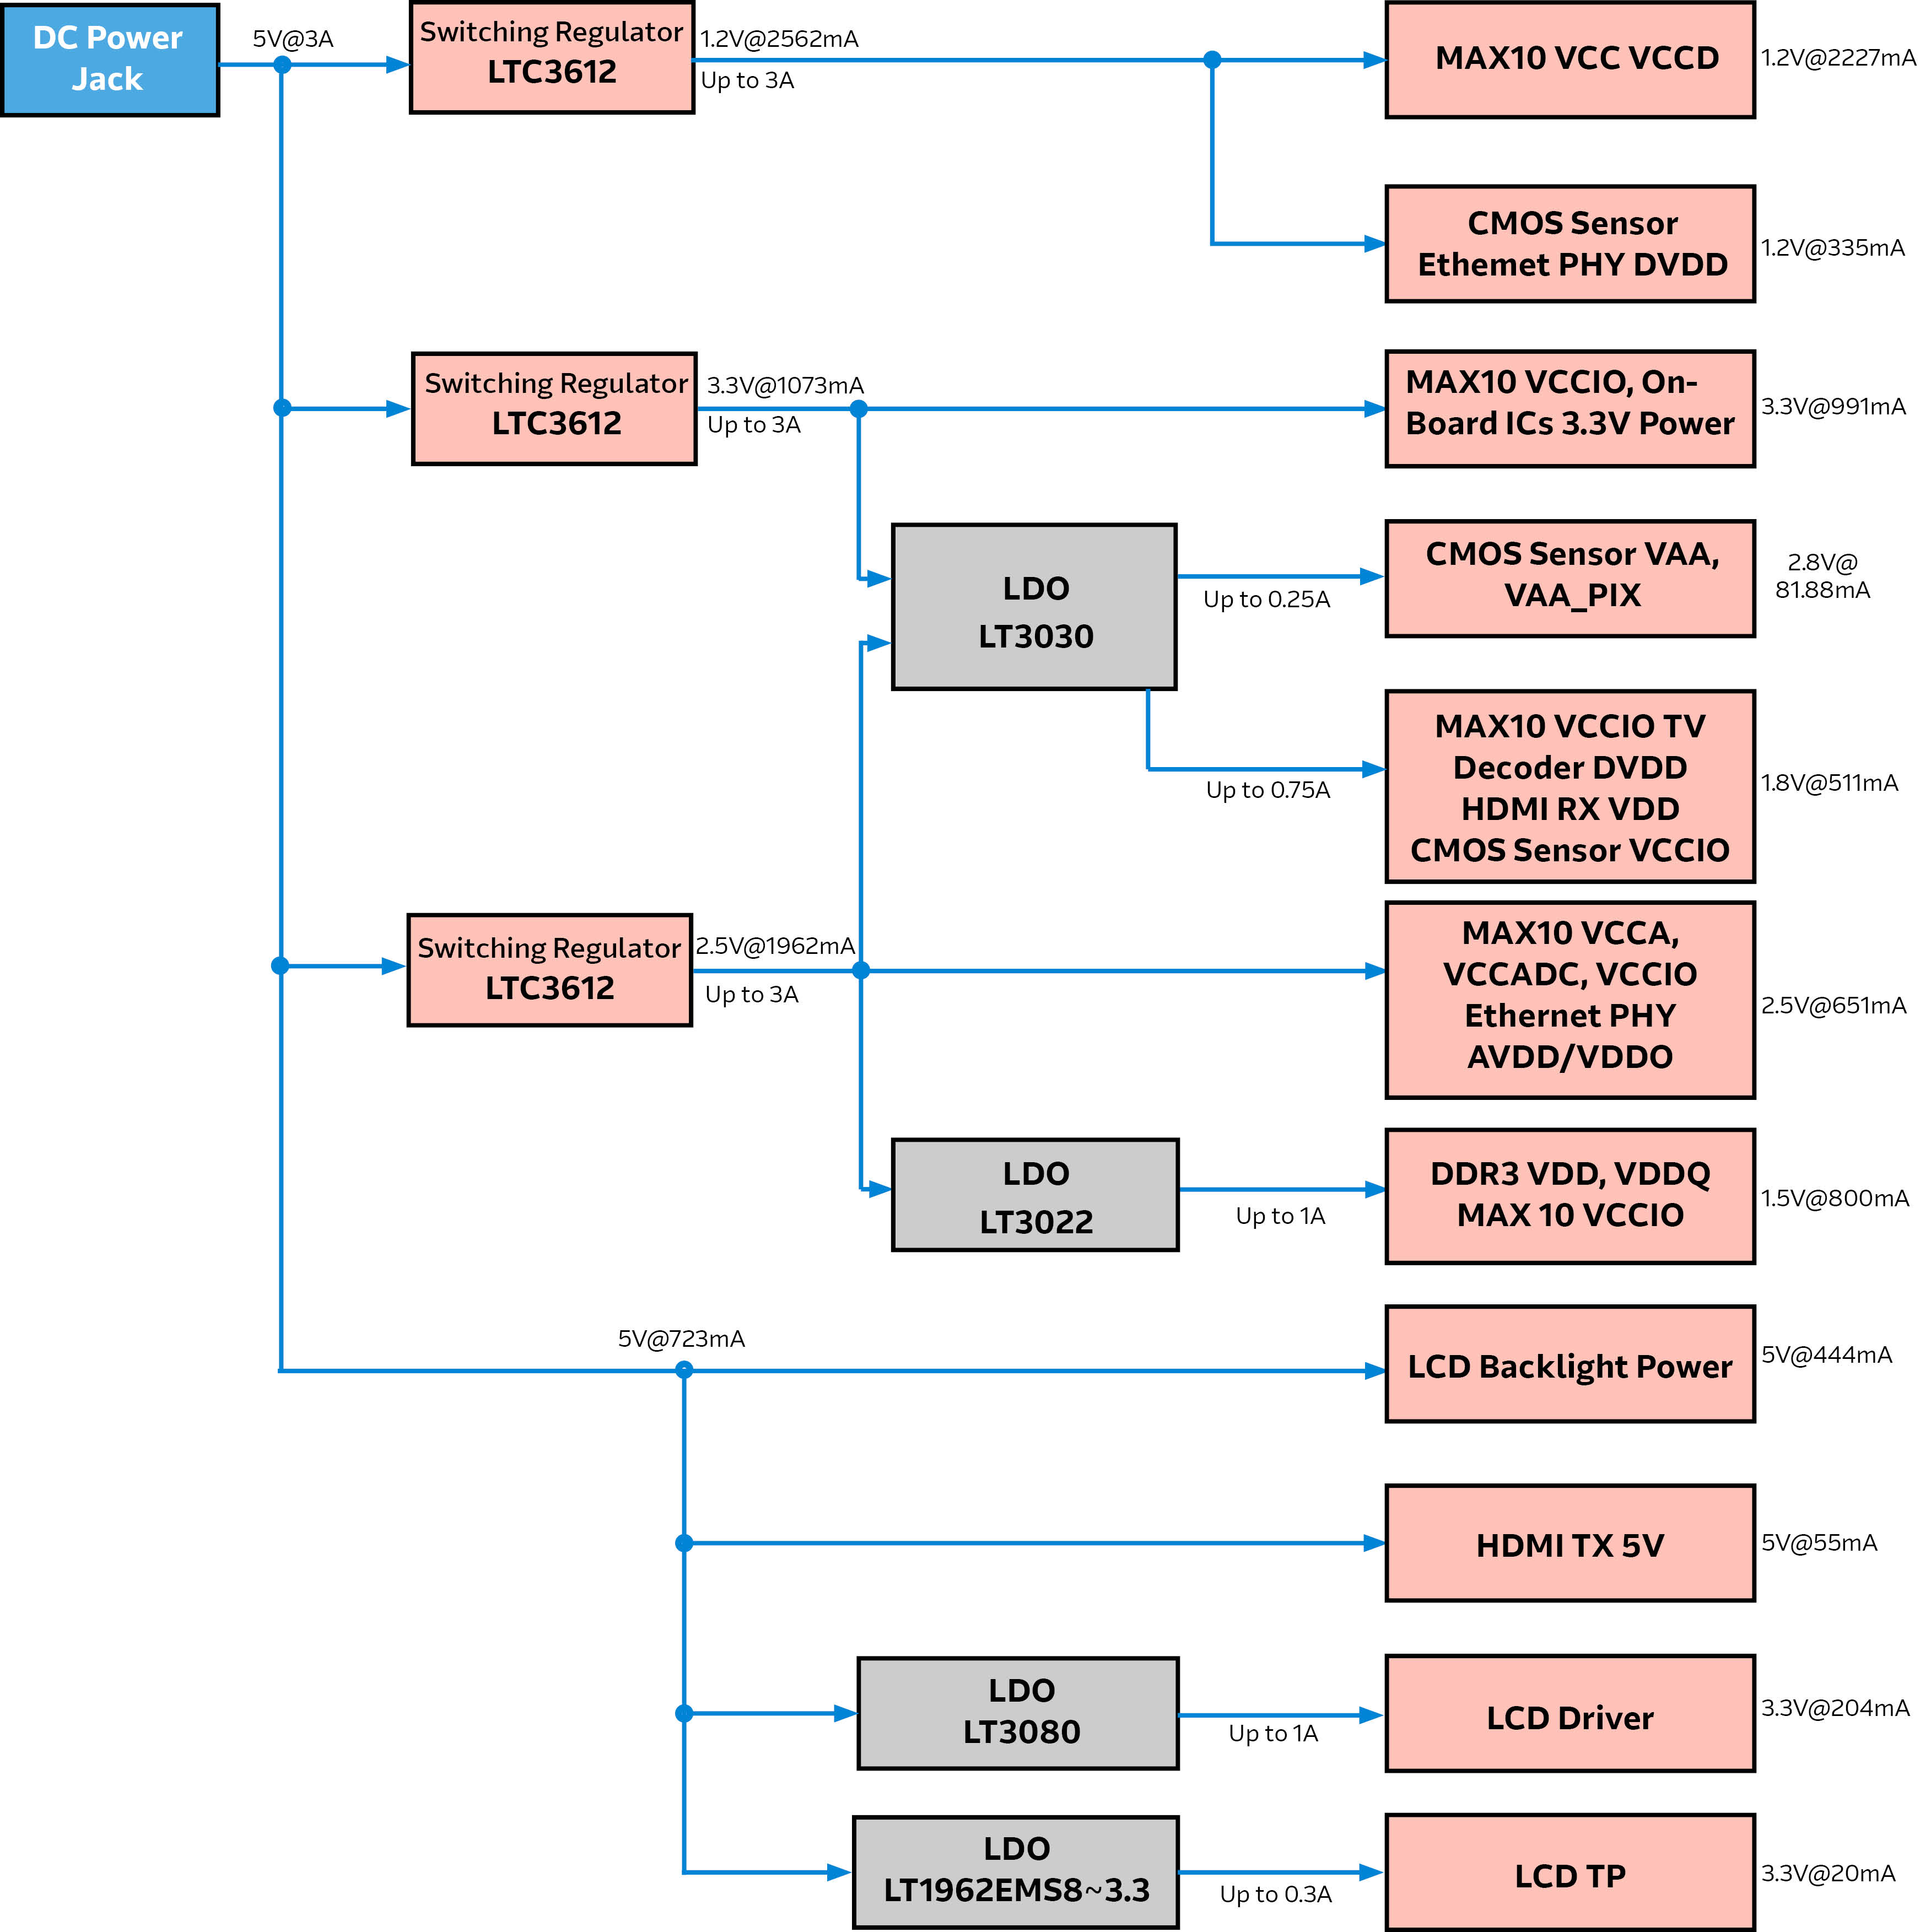 DC Power
Jack
5V@3A
Switching Regulator
LTC3612
1.2V@2562mA
Up to 3A
MAX10 VCC VCCD
1.2V@2227mA
CMOS Sensor
Ethemet PHY DVDD
1.2V@335mA
Switching Regulator
LTC3612
3.3V@1073mA
Up to 3A
MAX10 VCCIO, On-
Board ICs 3.3V Power
3.3V@991mA
LDO
LT3030
Up to 0.25A
CMOS Sensor VAA,
VAA_PIX
2.8V@
81.88mA
Up to 0.75A
MAX10 VCCIO TV
Decoder DVDD
HDMI RX VDD
CMOS Sensor VCCIO
1.8V@511mA
Switching Regulator
LTC3612
2.5V@1962mA
Up to 3A
MAX10 VCCA,
VCCADC, VCCIO
Ethernet PHY
AVDD/VDDO
2.5V@651mA
LDO
LT3022
Up to 1A
DDR3 VDD, VDDQ
MAX 10 VCCIO
1.5V@800mA
5V@723mA
LCD Backlight Power
5V@444mA
HDMI TX 5V
5V@55mA
LDO
LT3080
Up to 1A
LCD Driver
3.3V@204mA
LDO
LT1962EMS8~3.3
Up to 0.3A
LCD TP
3.3V@20mA